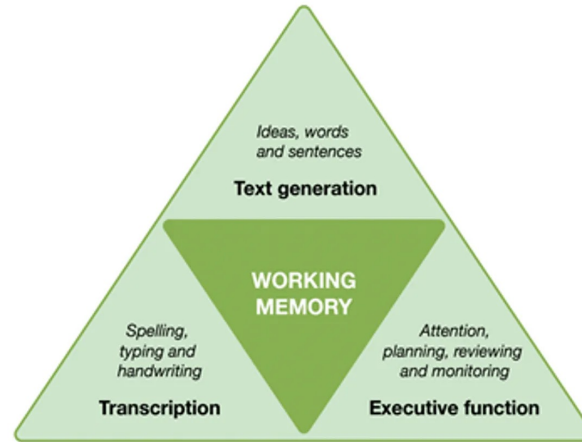 Ideas, words
and sentences
Text generation
WORKING
MEMORY
Spelling,
typing and
handwriting
Transcription
Attention,
planning, reviewing
and monitoring
Executive function